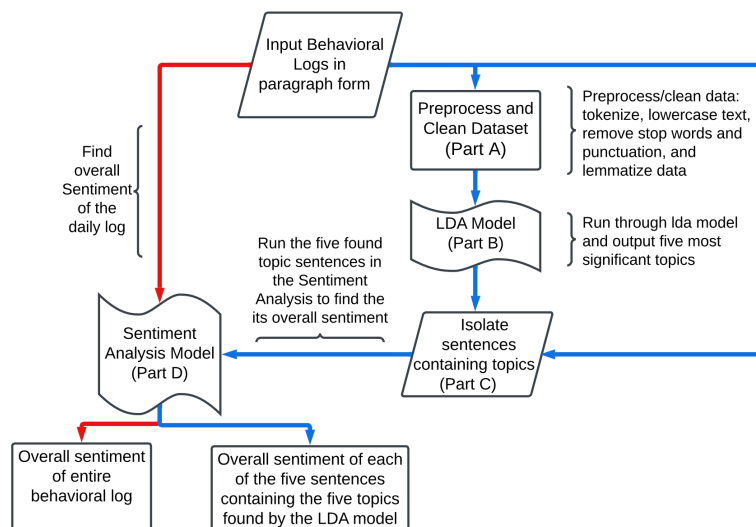 Input Behavioral
Logs in
paragraph form
Preprocess and
Clean Dataset
(Part A)
Preprocess/clean data:
tokenize, lowercase text,
remove stop words and
punctuation, and
lemmatize data
Find
overall
Sentiment
of the
daily log
LDA Model
(Part B)
Run through lda model
and output five most
significant topics
Run the five found
topic sentences in
the Sentiment
Analysis to find the
its overall sentiment
Sentiment
Analysis Model
(Part D)
Isolate
sentences
containing topics
(Part C)
Overall sentiment
of entire
behavioral log
Overall sentiment of each
of the five sentences
containing the five topics
found by the LDA model